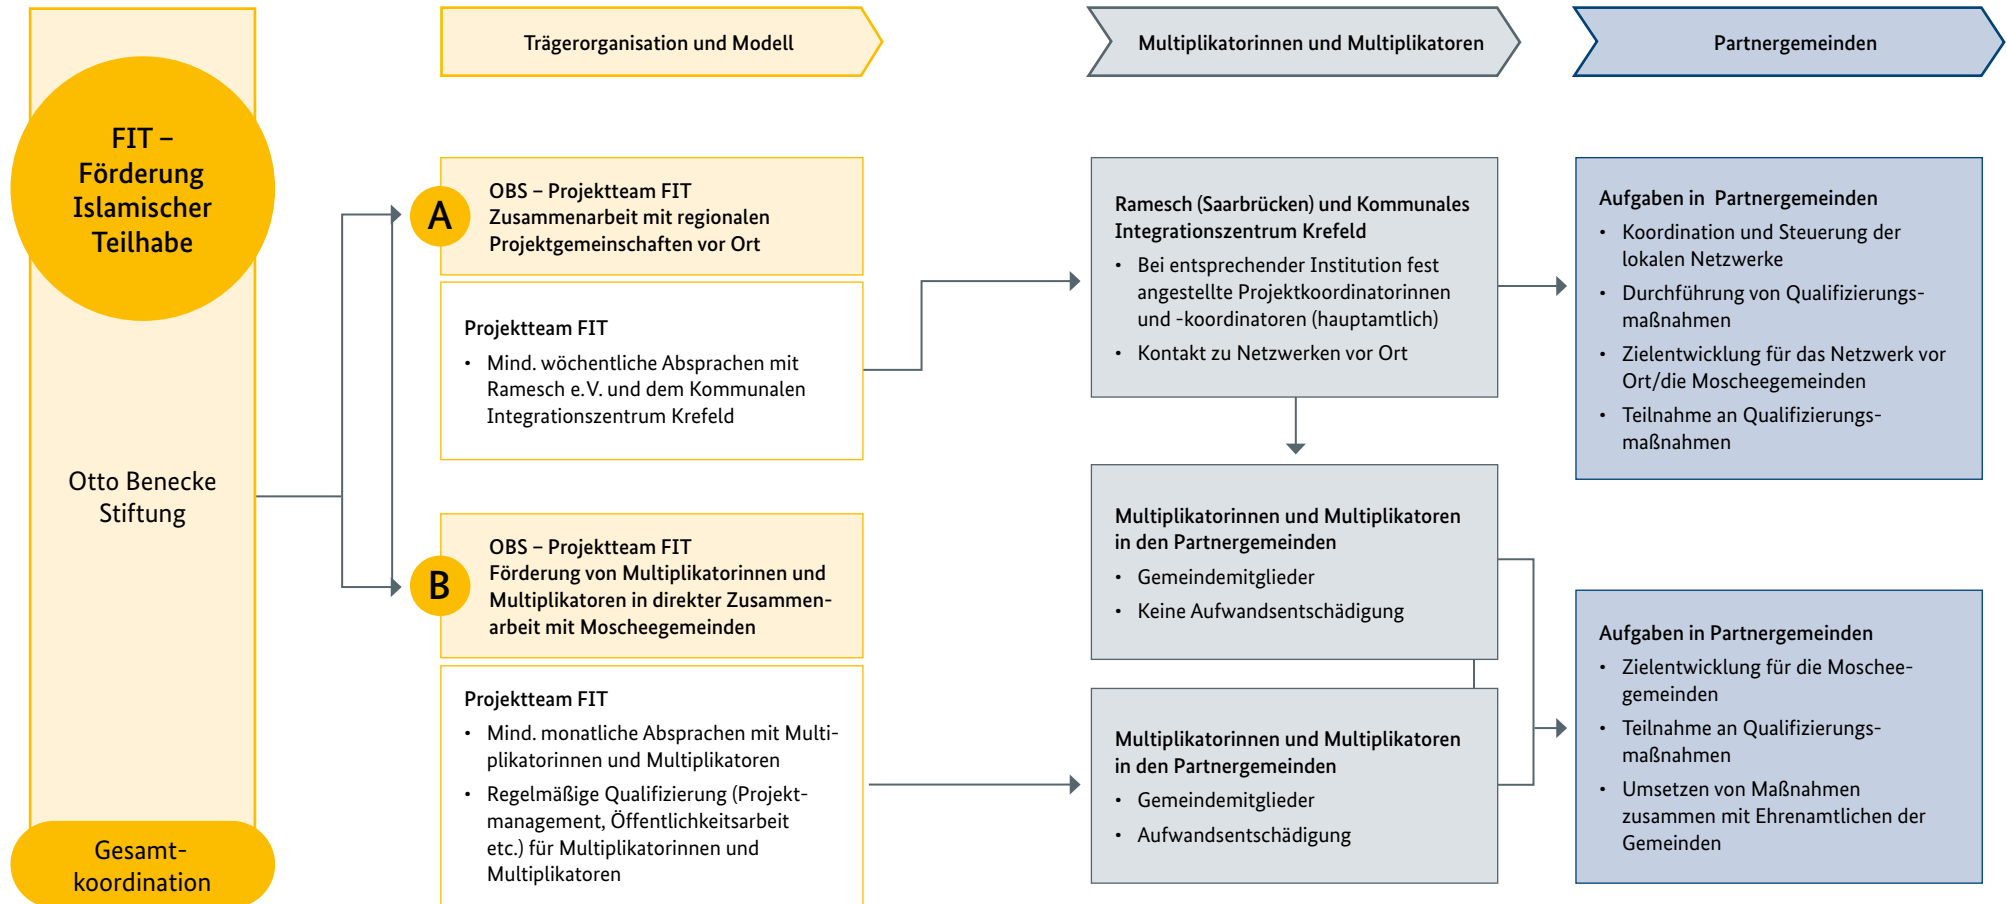 Trägerorganisation und Modell
Multiplikatorinnen und Multiplikatoren
Partnergemeinden
FIT –
Förderung
Islamischer
Teilhabe
Otto Benecke
Stiftung
Gesamt-
koordination
A
OBS – Projektteam FIT
Zusammenarbeit mit regionalen
Projektgemeinschaften vor Ort
Projektteam FIT
• Mind. wöchentliche Absprachen mit
Ramesch e.V. und dem Kommunalen
Integrationszentrum Krefeld
B
OBS – Projektteam FIT
Förderung von Multiplikatorinnen und
Multiplikatoren in direkter Zusammen-
arbeit mit Moscheegemeinden
Projektteam FIT
• Mind. monatliche Absprachen mit Multi-
plikatorinnen und Multiplikatoren
• Regelmäßige Qualifizierung (Projekt-
management, Öffentlichkeitsarbeit
etc.) für Multiplikatorinnen und
Multiplikatoren
Ramesch (Saarbrücken) und Kommunales
Integrationszentrum Krefeld
• Bei entsprechender Institution fest
angestellte Projektkoordinatorinnen
und -koordinatoren (hauptamtlich)
• Kontakt zu Netzwerken vor Ort
Multiplikatorinnen und Multiplikatoren
in den Partnergemeinden
• Gemeindemitglieder
• Keine Aufwandsentschädigung
Multiplikatorinnen und Multiplikatoren
in den Partnergemeinden
• Gemeindemitglieder
• Aufwandsentschädigung
Aufgaben in Partnergemeinden
• Koordination und Steuerung der
lokalen Netzwerke
• Durchführung von Qualifizierungs-
maßnahmen
• Zielentwicklung für das Netzwerk vor
Ort/die Moscheegemeinden
• Teilnahme an Qualifizierungs-
maßnahmen
Aufgaben in Partnergemeinden
• Zielentwicklung für die Moschee-
gemeinden
• Teilnahme an Qualifizierungs-
maßnahmen
• Umsetzen von Maßnahmen
zusammen mit Ehrenamtlichen der
Gemeinden